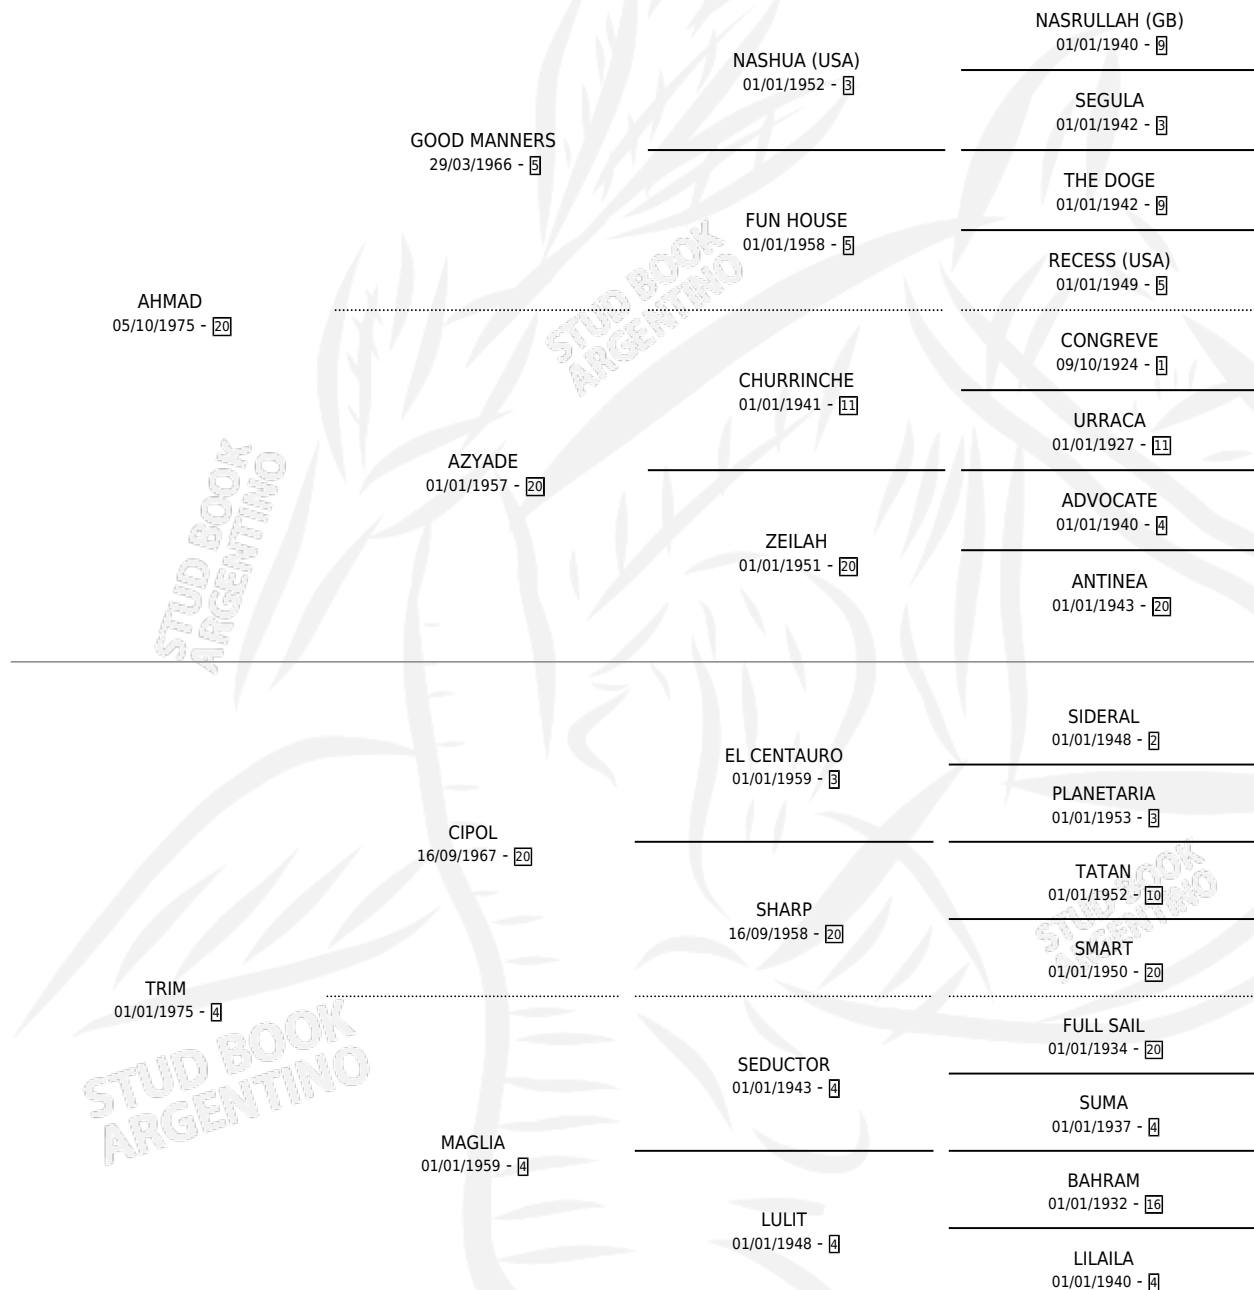 NASRULLAH (GB)
01/01/1940 - 9
NASHUA (USA)
01/01/1952 - 3
SEGULA
01/01/1942 - 3
GOOD MANNERS
29/03/1966 - 5
THE DOGE
01/01/1942 - 9
FUN HOUSE
01/01/1958 - 5
RECESS (USA)
01/01/1949 - 5
AHMAD
05/10/1975 - 20
CONGREVE
09/10/1924 - 1
CHURRINCHE
01/01/1941 - 11
URRACA
01/01/1927 - 11
AZYADE
01/01/1957 - 20
ADVOCATE
01/01/1940 - 4
ZEILAH
01/01/1951 - 20
ANTINEA
01/01/1943 - 20
SIDERAL
01/01/1948 - 2
EL CENTAURO
01/01/1959 - 3
PLANETARIA
01/01/1953 - 3
CIPOL
16/09/1967 - 20
TATAN
01/01/1952 - 10
SHARP
16/09/1958 - 20
SMART
01/01/1950 - 20
TRIM
01/01/1975 - 4
FULL SAIL
01/01/1934 - 20
SEDUCTOR
01/01/1943 - 4
SUMA
01/01/1937 - 4
MAGLIA
01/01/1959 - 4
BAHRAM
01/01/1932 - 16
LULIT
01/01/1948 - 4
LILAILA
01/01/1940 - 4
STUD BOOK
ARGENTINO
STUD BOOK
ARGENTINO
STUD BOOK
ARGENTINO
STUD BOOK
ARGENTINO